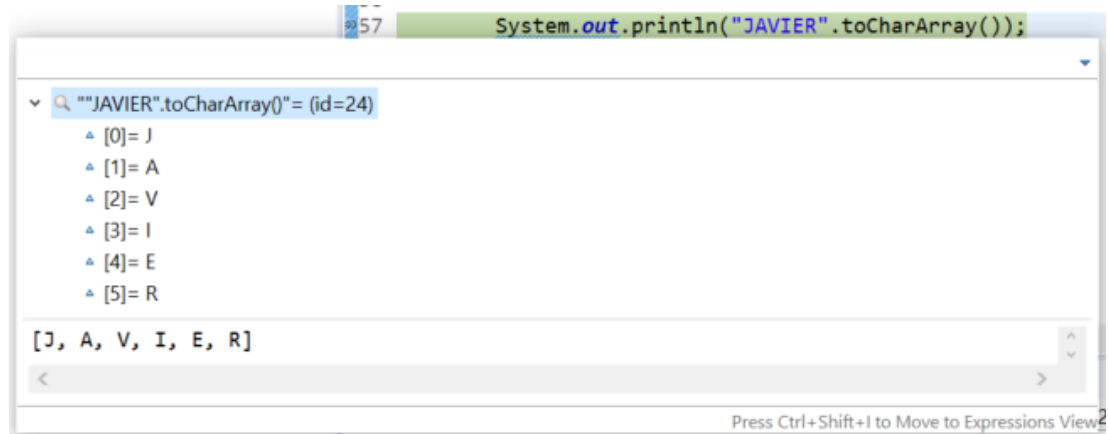 57 System.out.println("JAVIER".toCharArray());
""JAVIER".toCharArray()"= (id=24)
[0]= J
[1]= A
[2]= V
[3]= I
[4]= E
[5]= R
[J, A, V, I, E, R]
Press Ctrl+Shift+I to Move to Expressions View